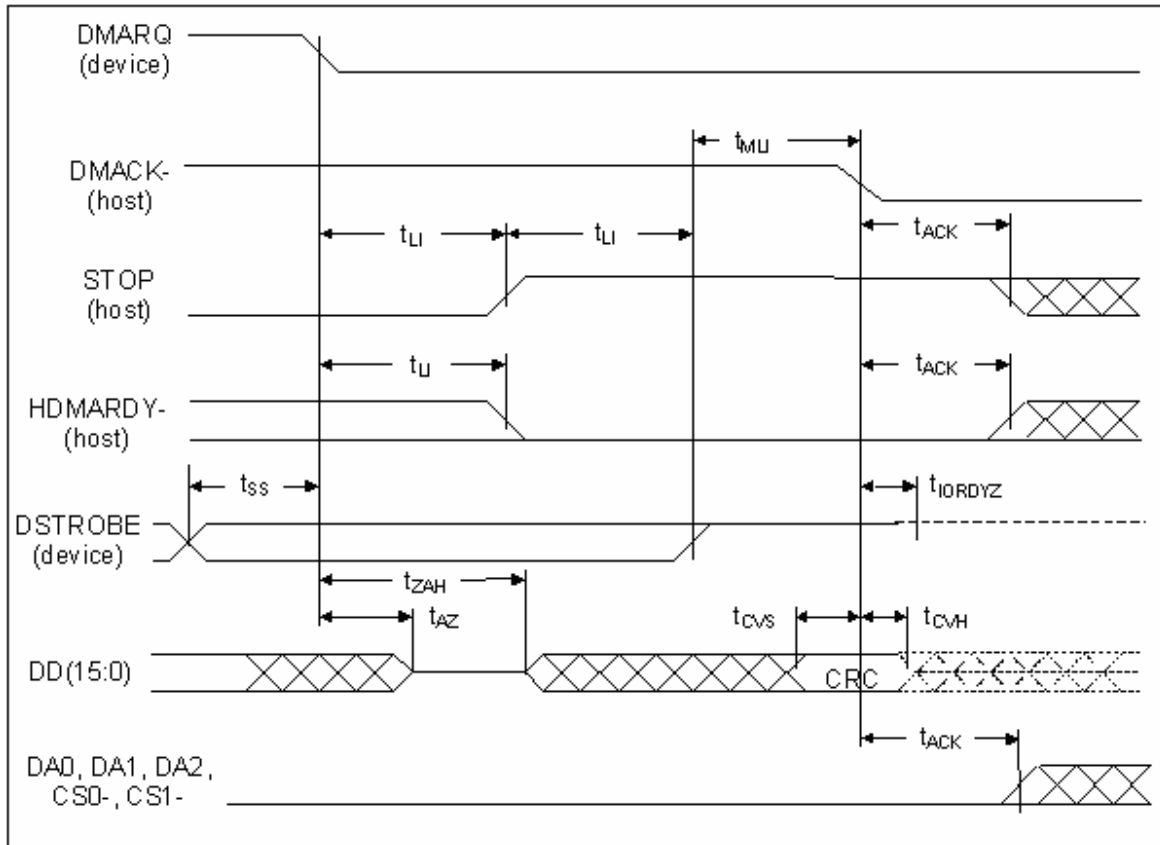 DMARQ
(device)
tMLI
DMACK-
(host)
tLI
tLI
tACK
STOP
(host)
tLI
tACK
HDMARDY-
(host)
tSS
tIORDYZ
DSTROBE
(device)
tZAH
tAZ
tCVS
tCVH
DD(15:0)
CRC
tACK
DA0, DA1, DA2,
CS0-, CS1-